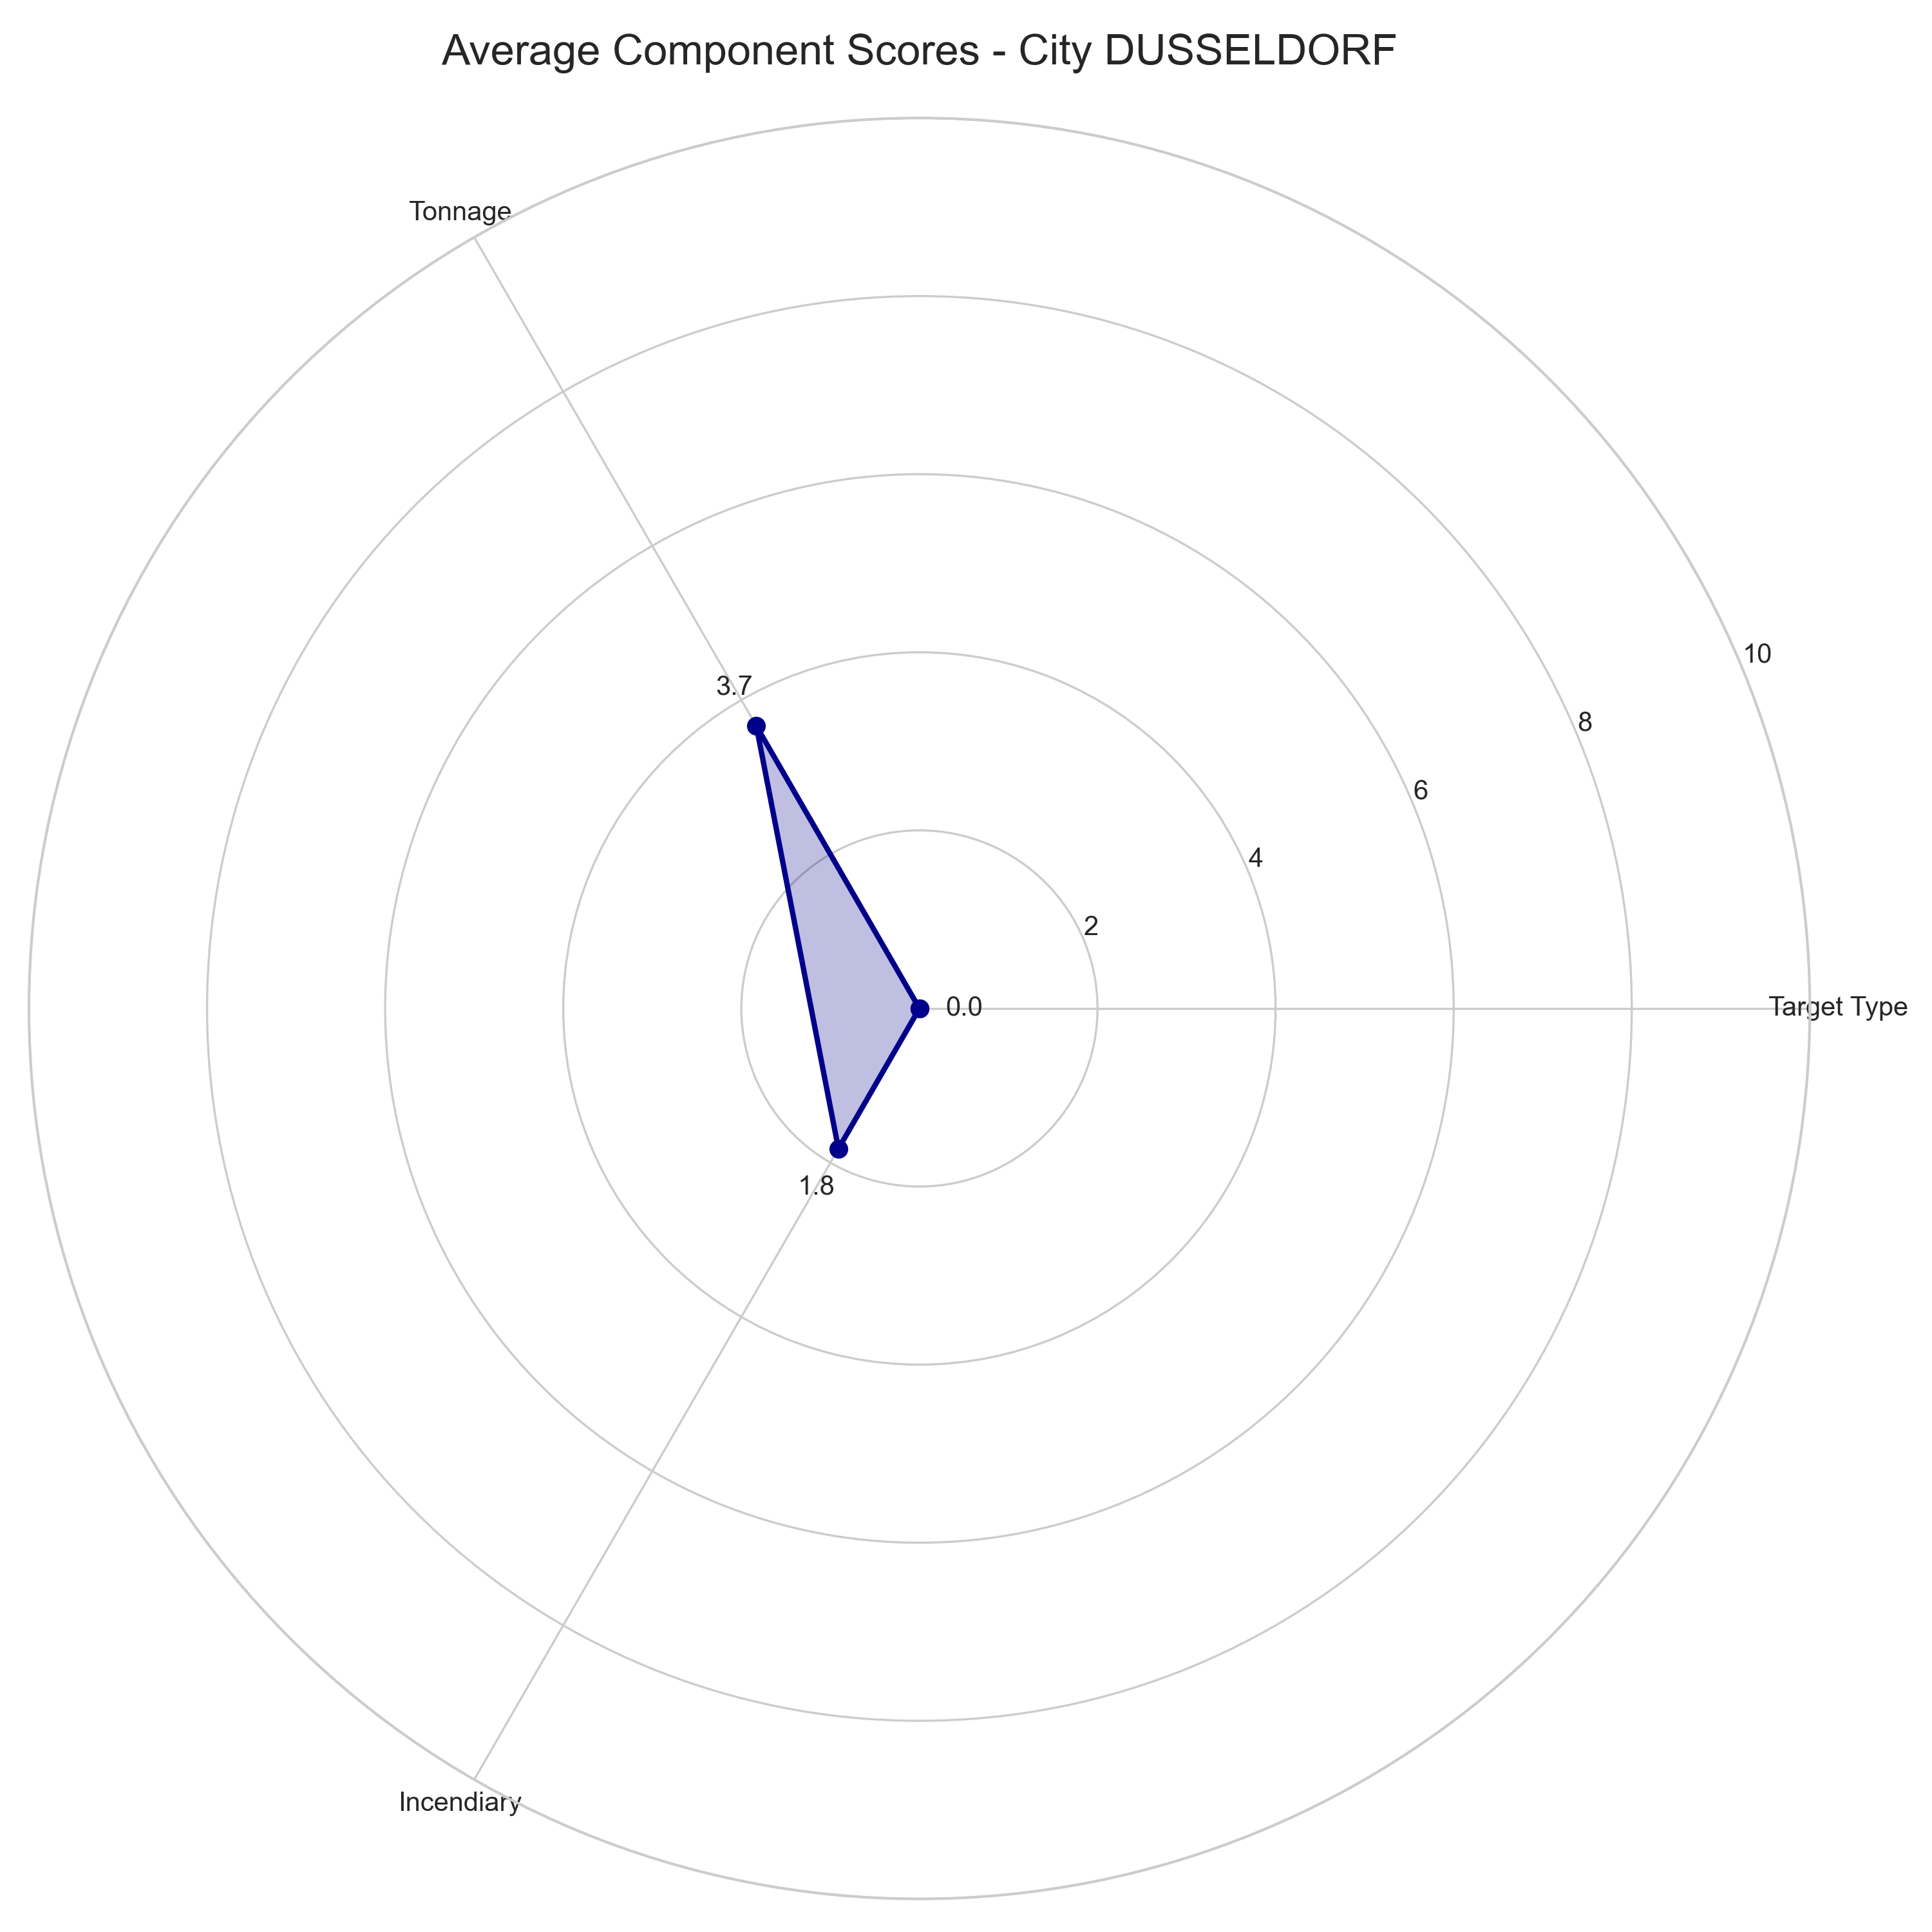 Average Component Scores - City DUSSELDORF
Tonnage
10
3.7
8
6
4
2
0.0
Target Type
1.8
Incendiary